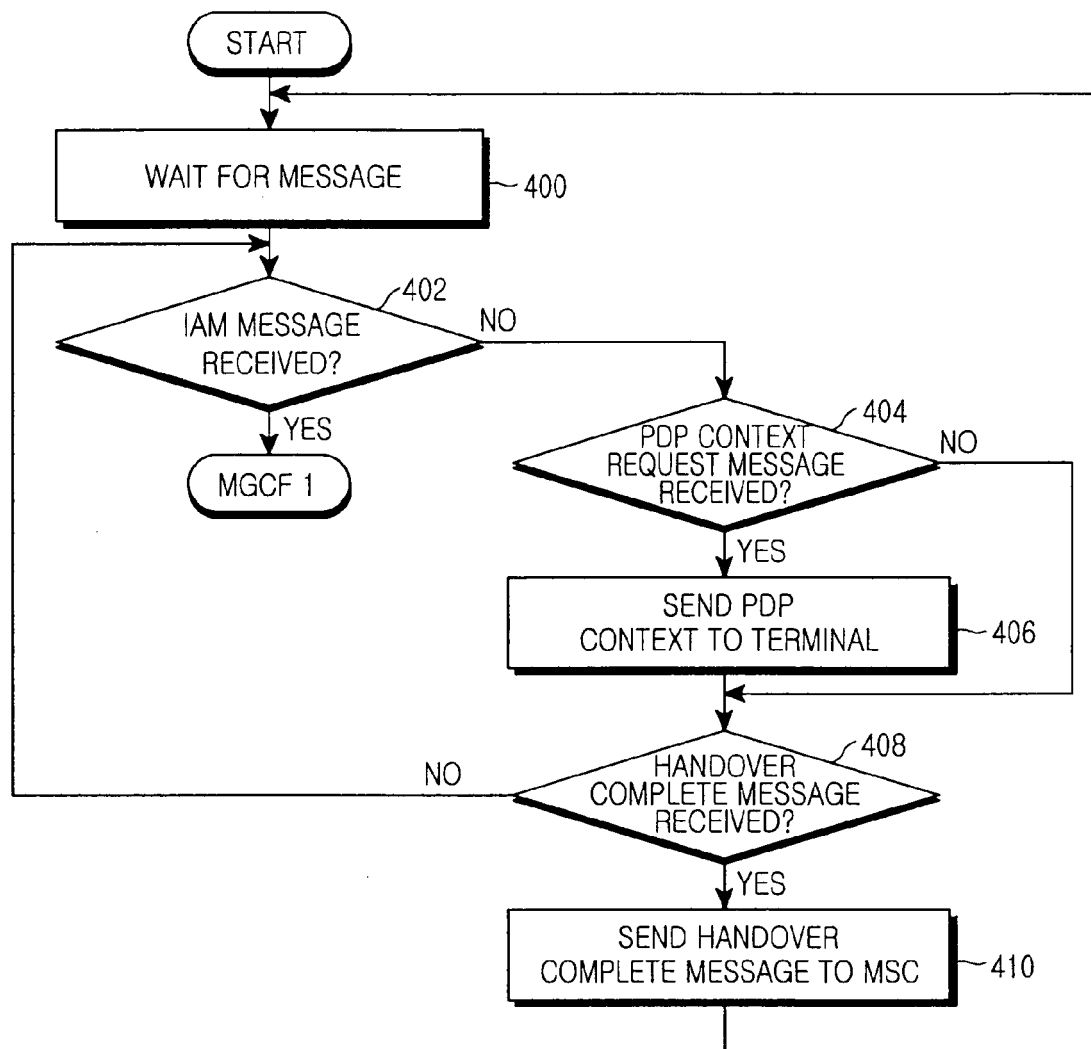 START
WAIT FOR MESSAGE
400
402
IAM MESSAGE
RECEIVED?
NO
YES
MGCF 1
404
PDP CONTEXT
REQUEST MESSAGE
RECEIVED?
NO
YES
SEND PDP
CONTEXT TO TERMINAL
406
408
HANDOVER
COMPLETE MESSAGE
RECEIVED?
NO
YES
SEND HANDOVER
COMPLETE MESSAGE TO MSC
410